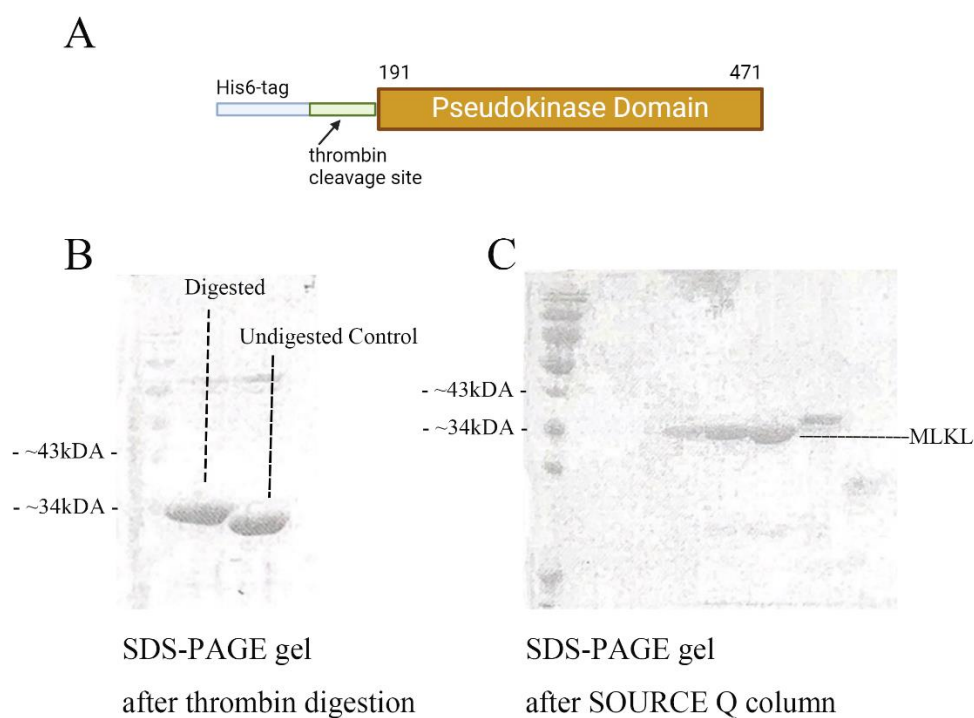 A
191
471
His6-tag
Pseudokinase Domain
thrombin
cleavage site
B
C
Digested
Undigested Control
- ~43kDA -
- ~34kDA -
- ~43kDA -
- ~34kDA -
MLKL
SDS-PAGE gel
after thrombin digestion
SDS-PAGE gel
after SOURCE Q column